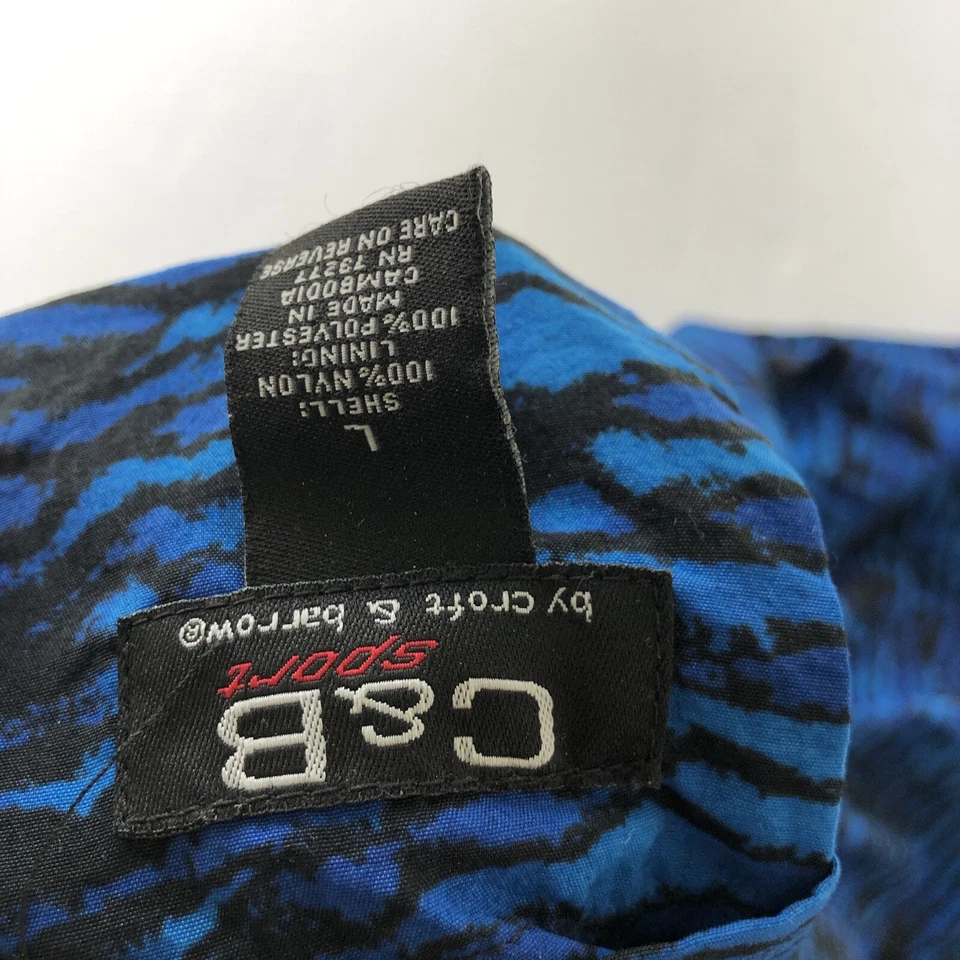 C&B
sport
by croft & barrow®
L
SHELL:
100% NYLON
LINING:
100% POLYESTER
MADE IN
CAMBODIA
RN 73277
CARE ON REVERSE